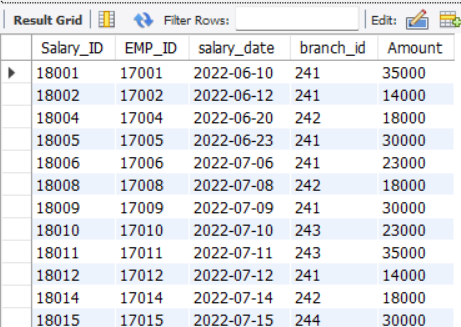 Result Grid Filter Rows: Edit:
Salary_ID EMP_ID salary_date branch_id Amount
18001 17001 2022-06-10 241 35000
18002 17002 2022-06-12 241 14000
18004 17004 2022-06-20 242 18000
18005 17005 2022-06-23 241 30000
18006 17006 2022-07-06 241 23000
18008 17008 2022-07-08 242 18000
18009 17009 2022-07-09 241 30000
18010 17010 2022-07-10 243 23000
18011 17011 2022-07-11 243 35000
18012 17012 2022-07-12 241 14000
18014 17014 2022-07-14 242 18000
18015 17015 2022-07-15 244 30000